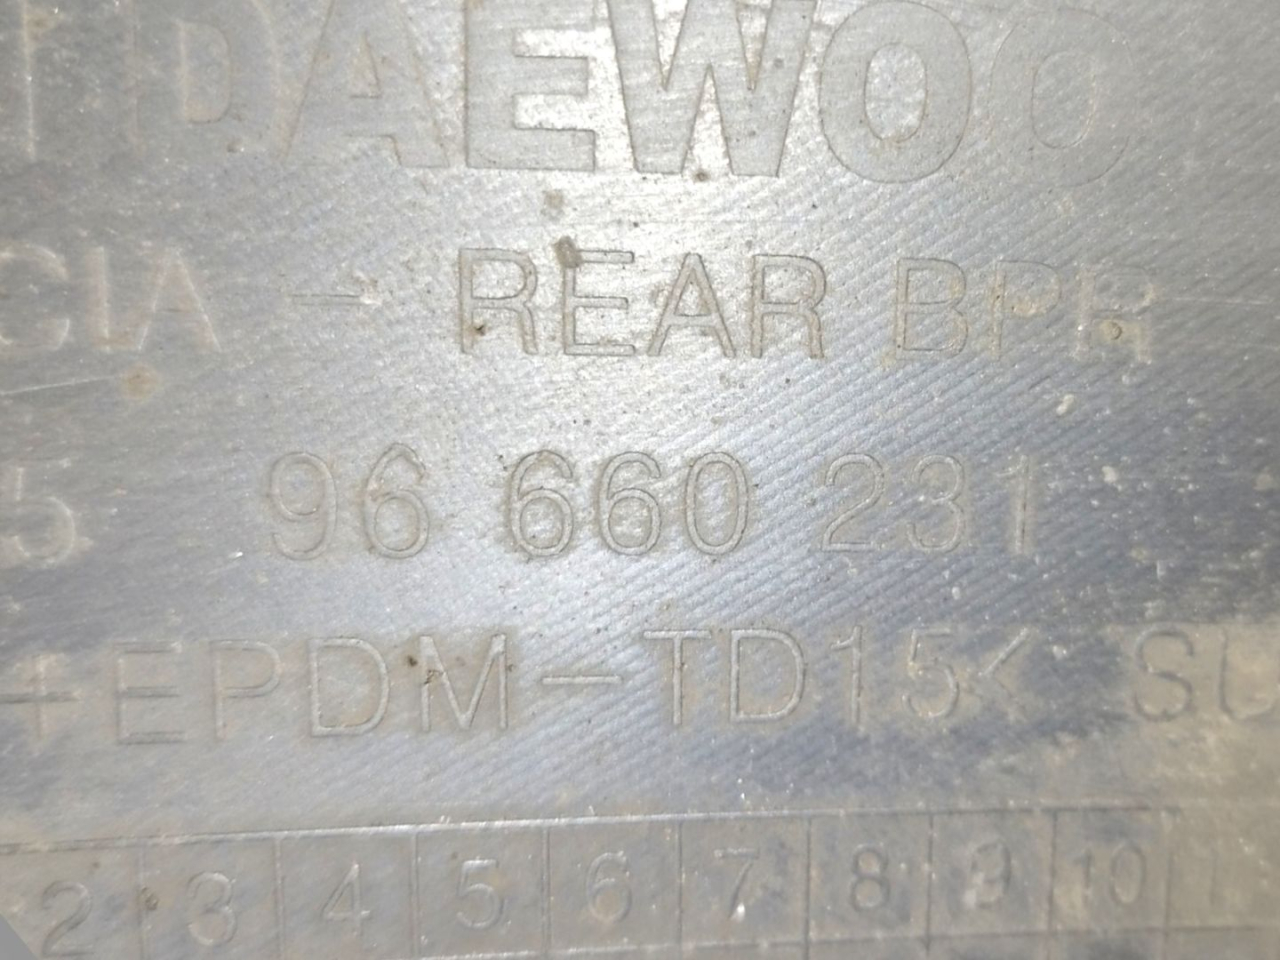 DAEWOO
CIA - REAR BPR
5 96 660 231
+EPDM-TD15< SU
2 3 4 5 6 7 8 9 10